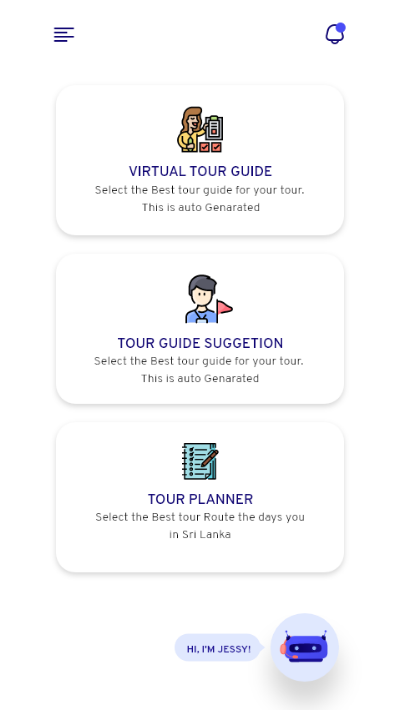 VIRTUAL TOUR GUIDE
Select the Best tour guide for your tour.
This is auto Genarated
TOUR GUIDE SUGGETION
Select the Best tour guide for your tour.
This is auto Genarated
TOUR PLANNER
Select the Best tour Route the days you
in Sri Lanka
HI, I'M JESSY!